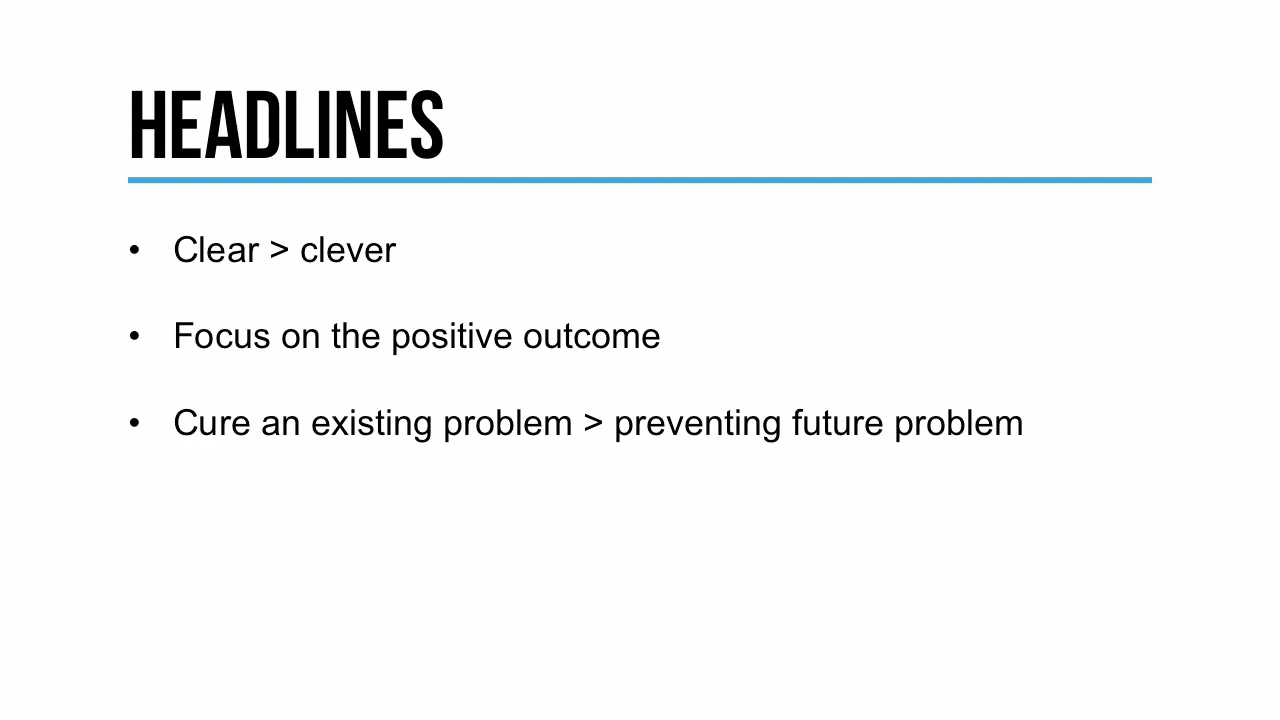 HEADLINES
• Clear > clever
• Focus on the positive outcome
• Cure an existing problem > preventing future problem